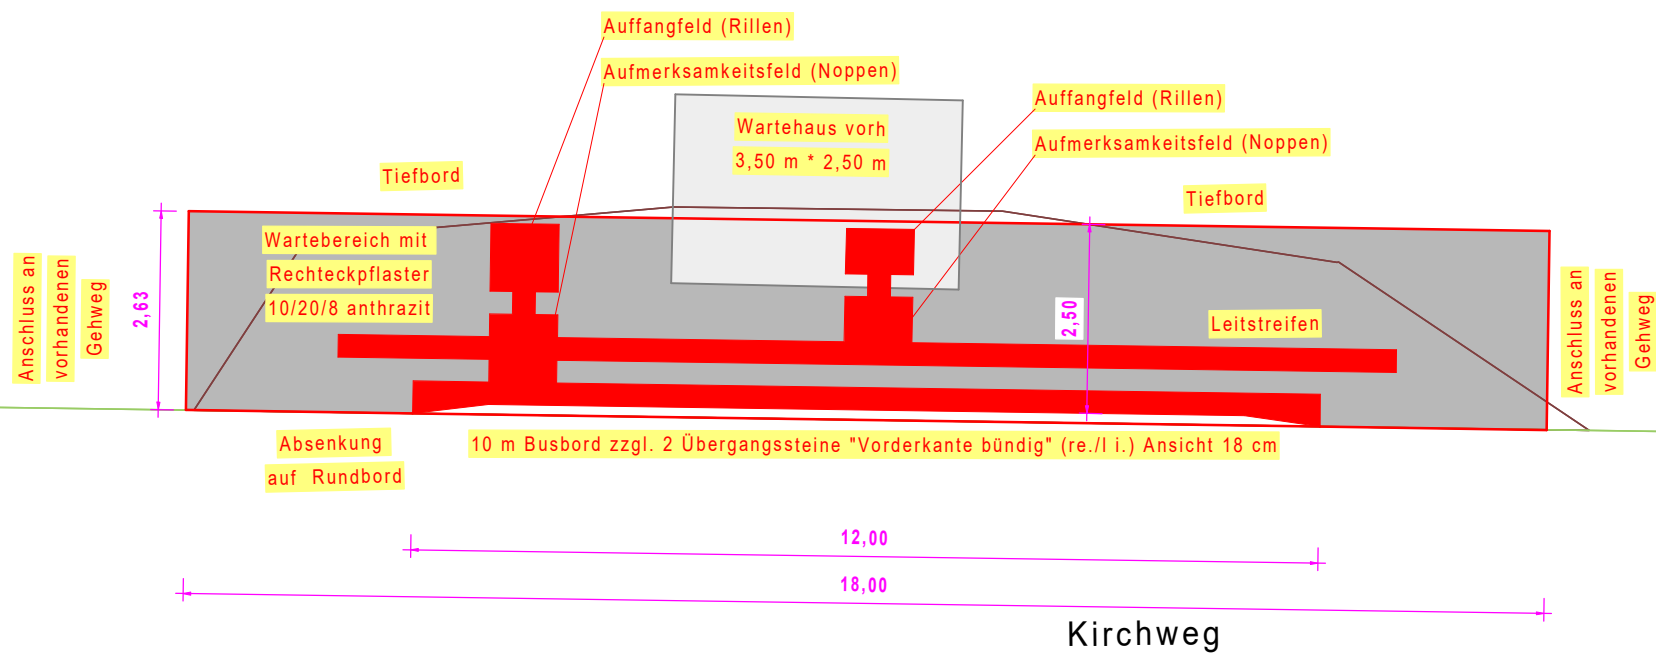 Auffangfeld (Rillen)
Aufmerksamkeitsfeld (Noppen)
Auffangfeld (Rillen)
Aufmerksamkeitsfeld (Noppen)
Wartehaus vorh
3,50 m * 2,50 m
Tiefbord
Tiefbord
Wartebereich mit
Rechteckpflaster
10/20/8 anthrazit
Anschluss an
vorhandenen
Gehweg
2,63
2,50
Leitstreifen
Anschluss an
vorhandenen
Gehweg
Absenkung
auf Rundbord
10 m Busbord zzgl. 2 Übergangssteine "Vorderkante bündig" (re./l i.) Ansicht 18 cm
12,00
18,00
Kirchweg